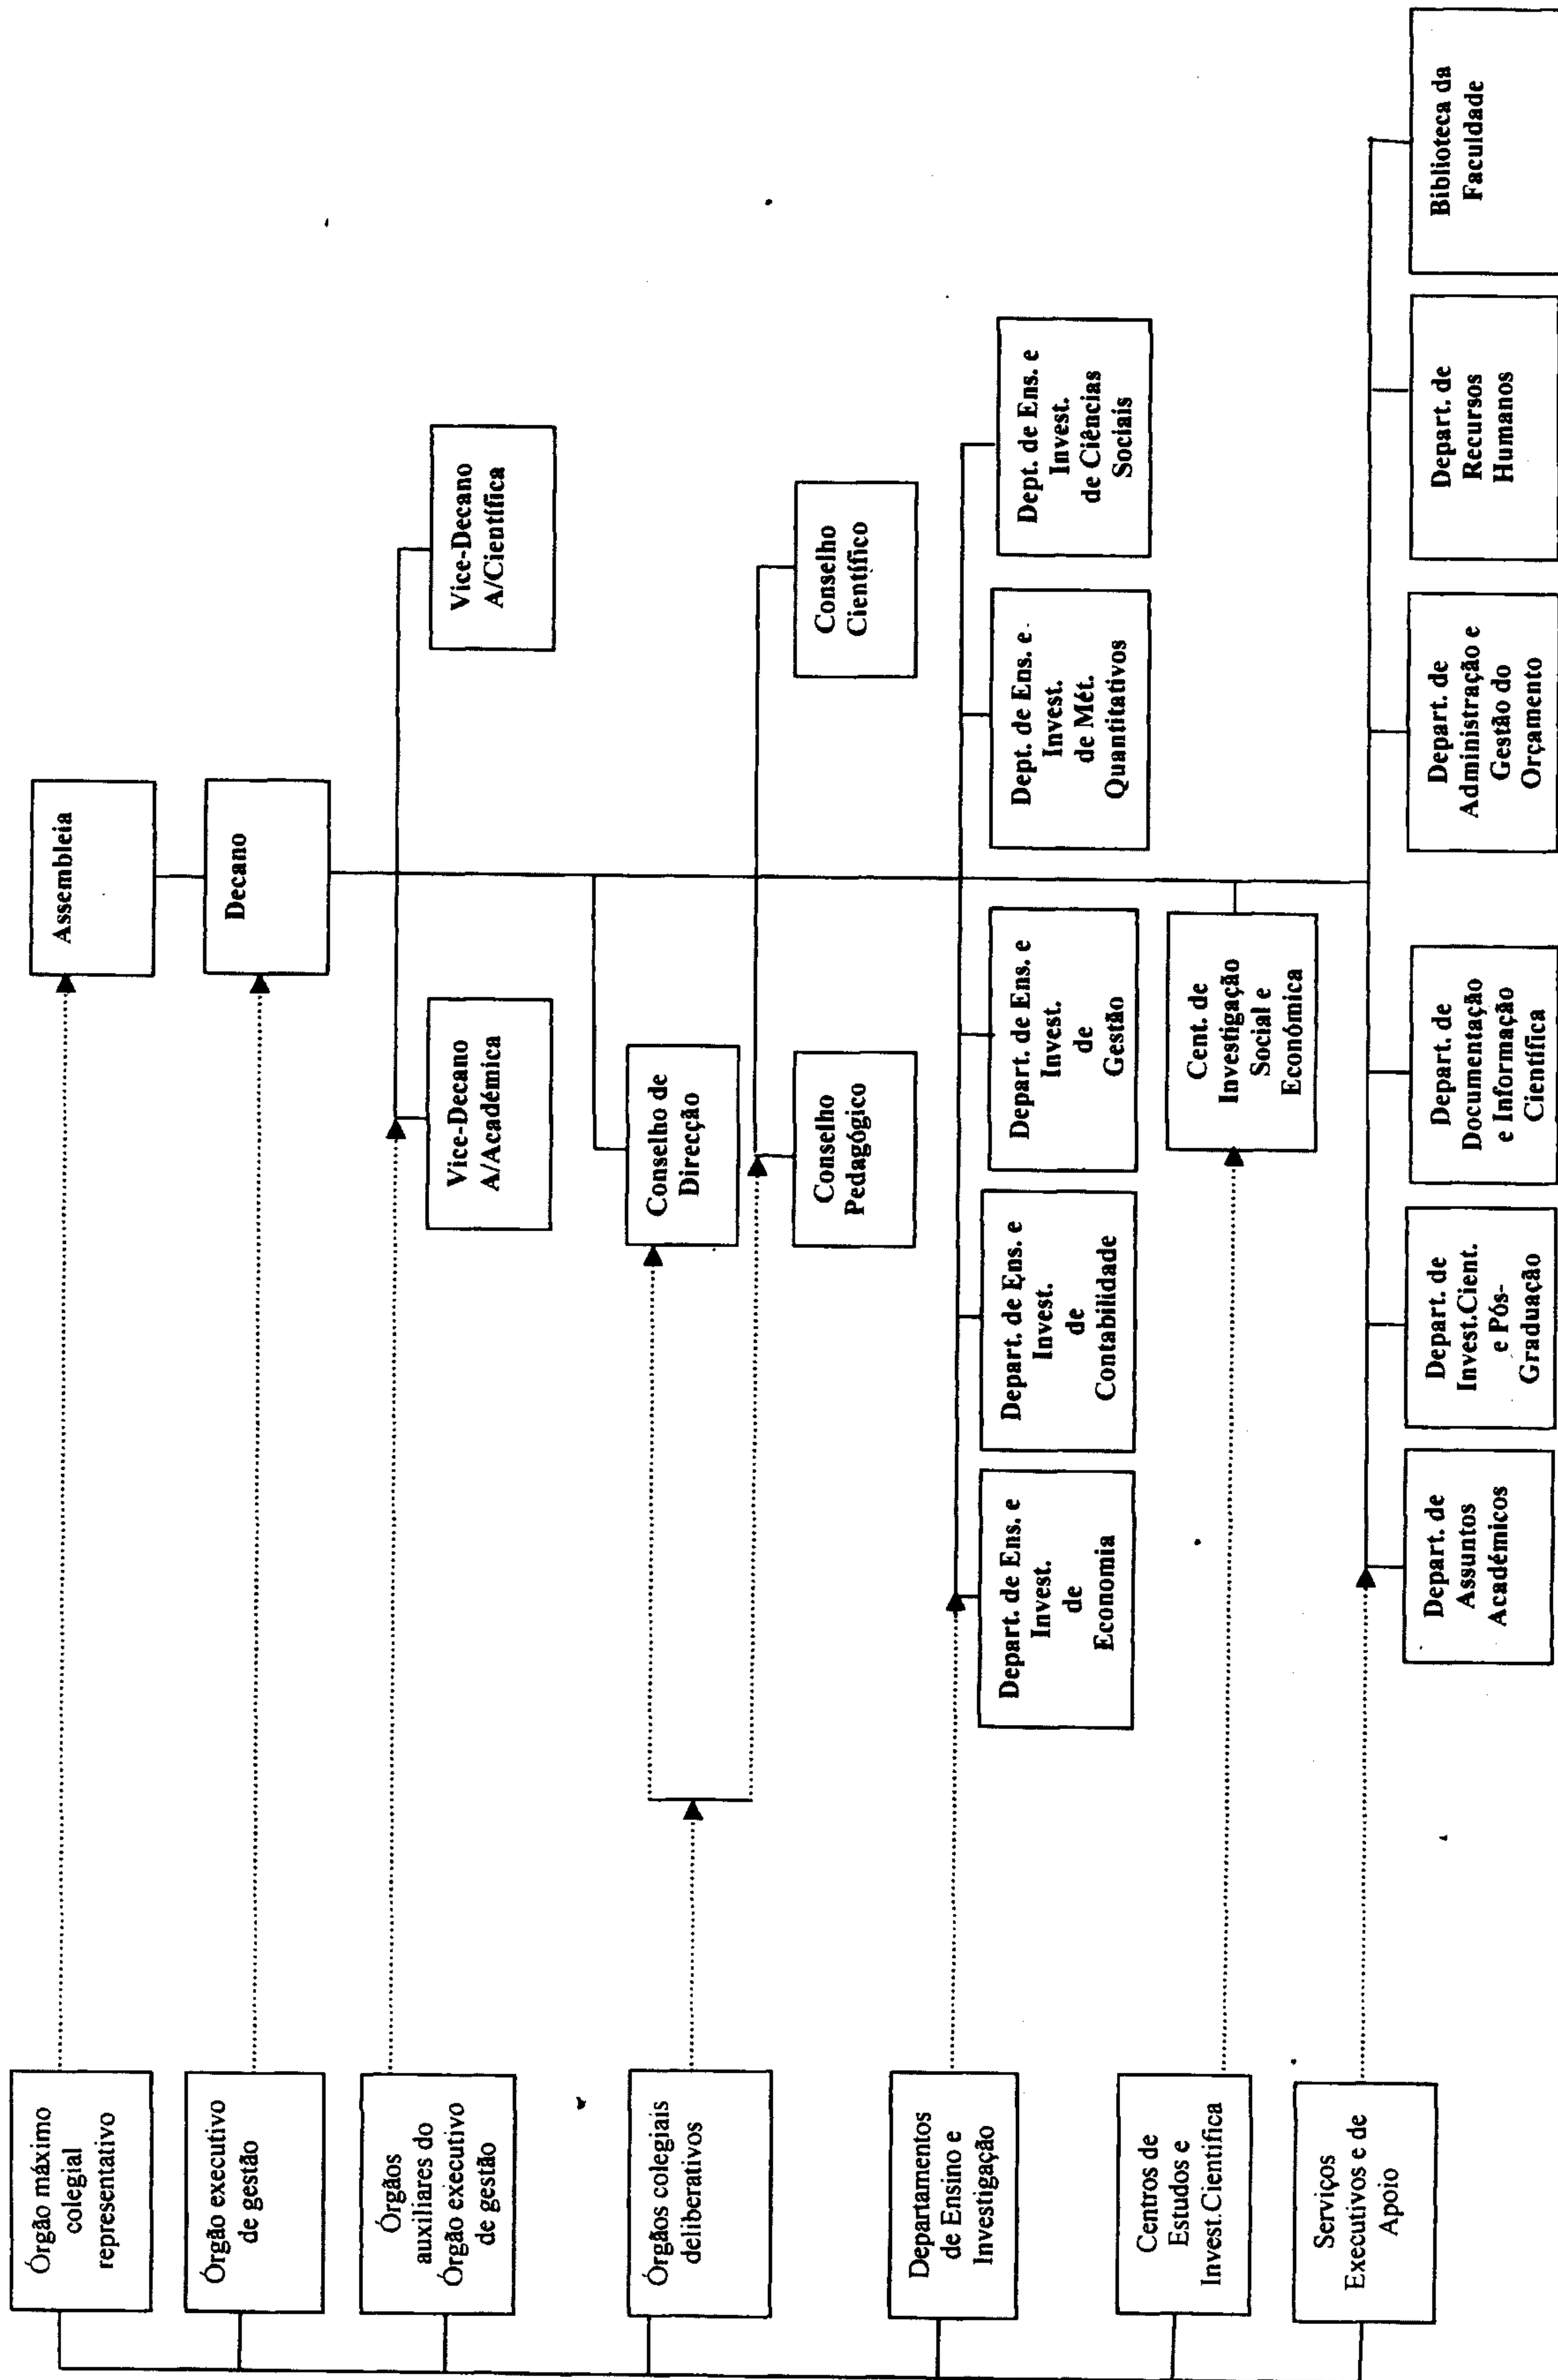 Órgão máximo
colegial
representativo
Assembleia
Órgão executivo
de gestão
Decano
Órgãos
auxiliares do
Órgão executivo
de gestão
Vice-Decano
A/Académica
Vice-Decano
A/Científica
Órgãos colegiais
deliberativos
Conselho de
Direcção
Conselho
Pedagógico
Conselho
Científico
Departamentos
de Ensino e
Investigação
Depart. de Ens. e
Invest.
de
Economia
Depart. de Ens. e
Invest.
de
Contabilidade
Depart. de Ens. e
Invest.
de
Gestão
Dept. de Ens. e
Invest.
de Mét.
Quantitativos
Dept. de Ens. e
Invest.
de Ciências
Sociais
Centros de
Estudos e
Invest.Cientifica
Cent. de
Investigação
Social e
Económica
Serviços
Executivos e de
Apoio
Depart. de
Assuntos
Académicos
Depart. de
Invest.Cient.
e Pós-
Graduação
Depart. de
Documentação
e Informação
Científica
Depart. de
Administração e
Gestão do
Orçamento
Depart. de
Recursos
Humanos
Biblioteca da
Faculdade